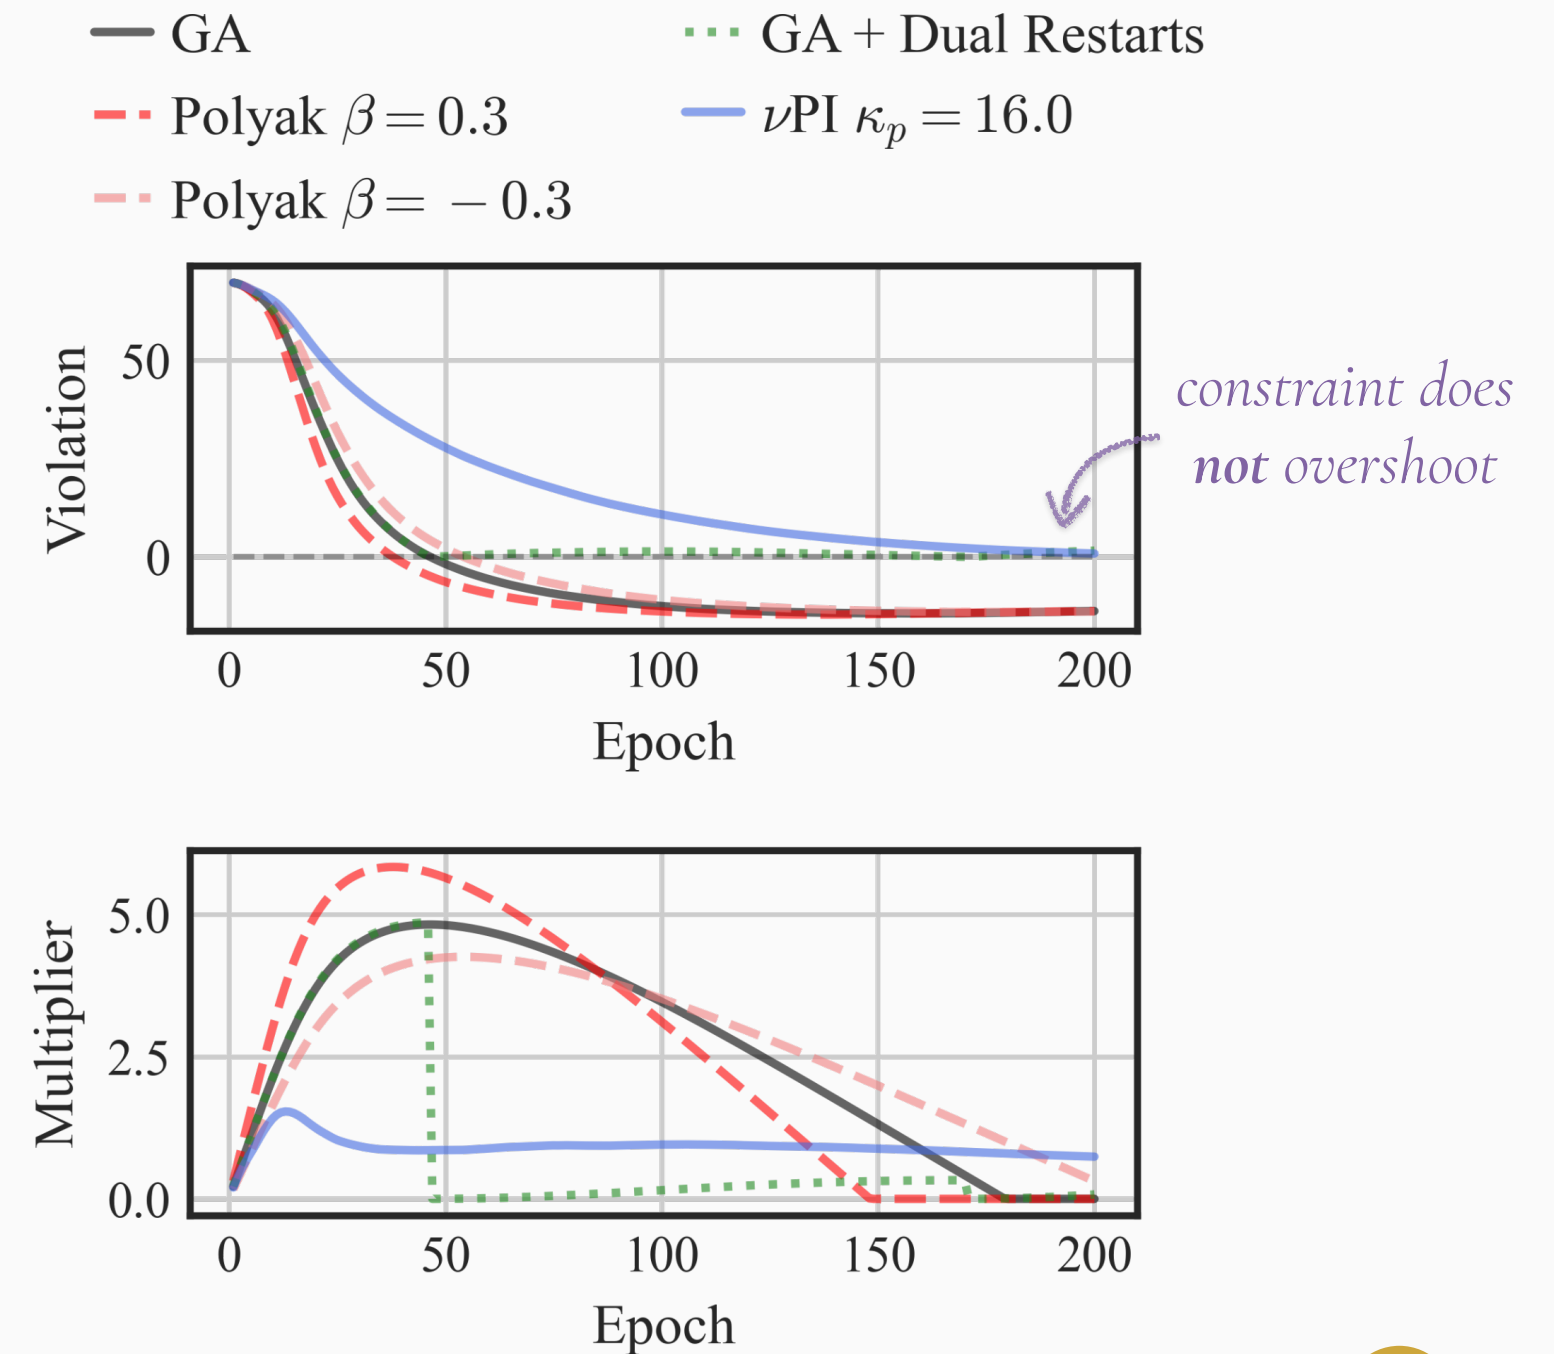 GA
GA + Dual Restarts
Polyak β = 0.3
νPI κₚ = 16.0
Polyak β = − 0.3
Violation
50
0
constraint does
not overshoot
0 50 100 150 200
Epoch
Multiplier
5.0
2.5
0.0
0 50 100 150 200
Epoch